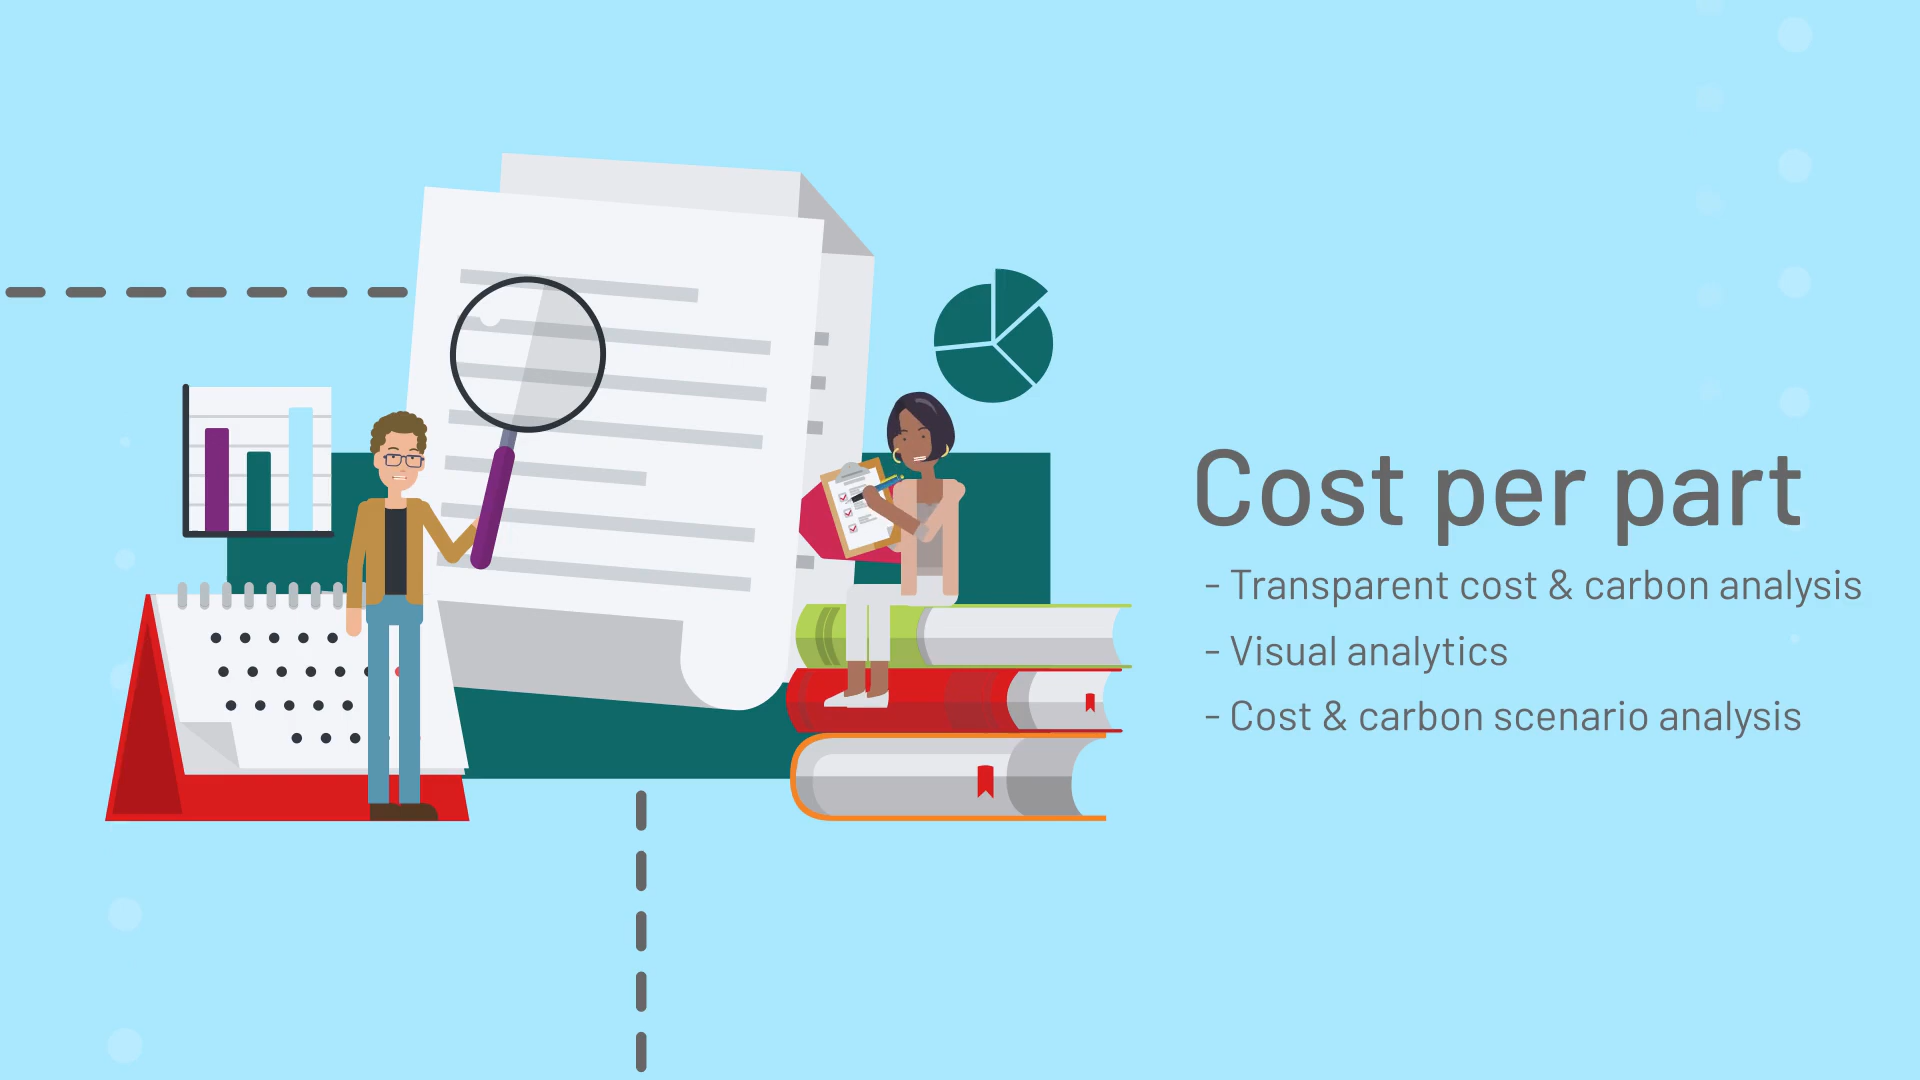 Cost per part
- Transparent cost & carbon analysis
- Visual analytics
- Cost & carbon scenario analysis